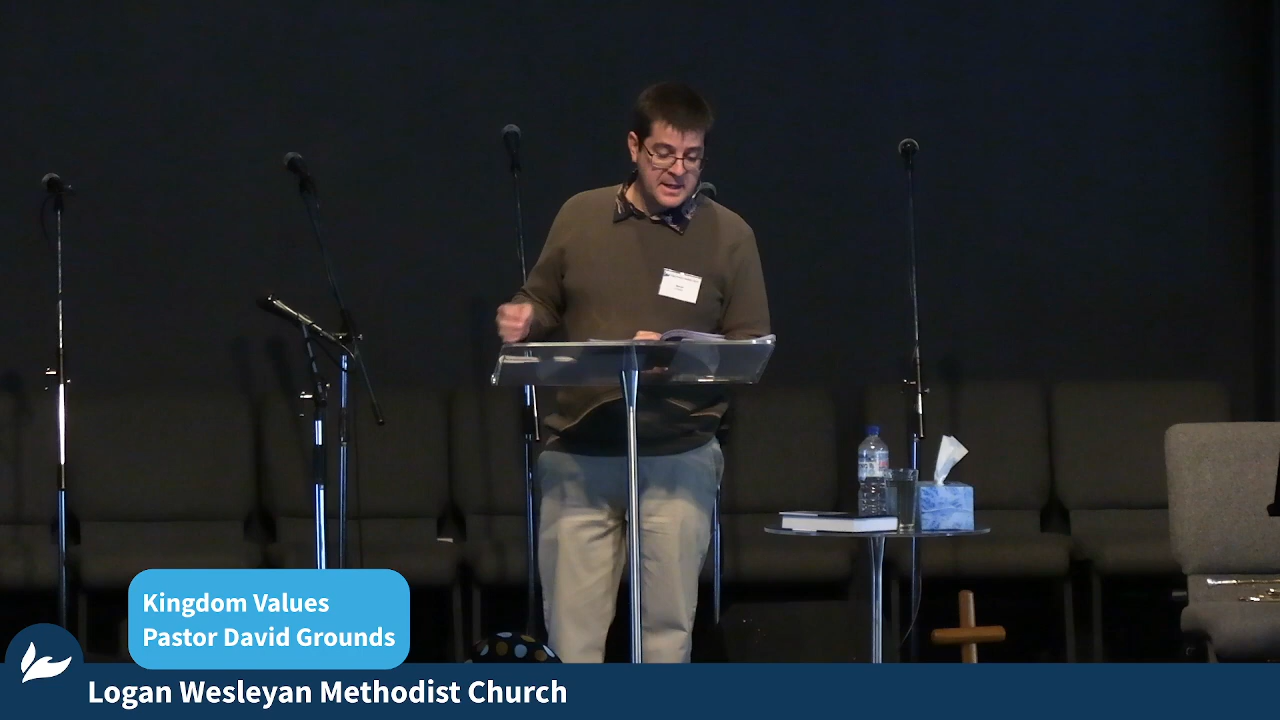 Kingdom Values
Pastor David Grounds
Logan Wesleyan Methodist Church